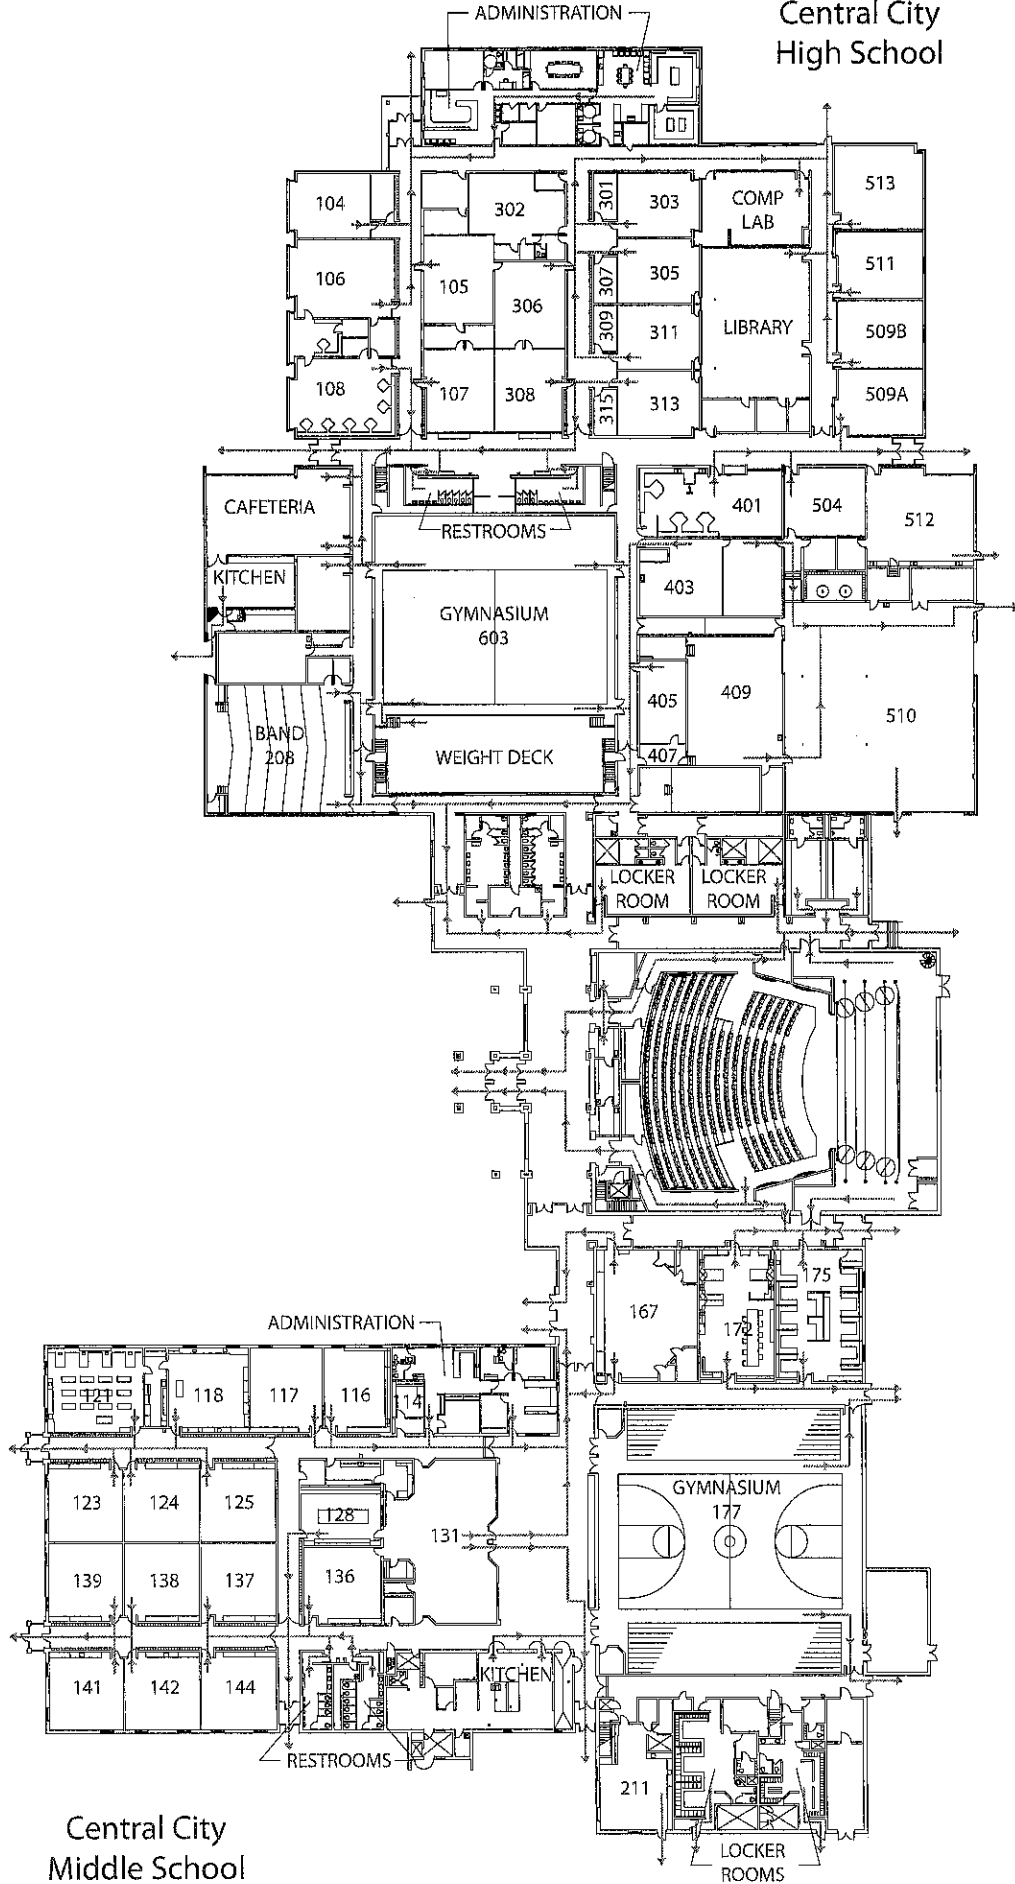 ADMINISTRATION
Central City
High School
104
302
301
303
COMP
LAB
513
106
105
306
307
305
511
309
311
LIBRARY
509B
108
107
308
315
313
509A
CAFETERIA
RESTROOMS
401
504
512
KITCHEN
GYMNASIUM
603
403
405
409
510
BAND
208
WEIGHT DECK
407
LOCKER
ROOM
LOCKER
ROOM
ADMINISTRATION
167
172
175
121
118
117
116
14
123
124
125
128
131
GYMNASIUM
177
139
138
137
136
141
142
144
KITCHEN
RESTROOMS
211
LOCKER
ROOMS
Central City
Middle School